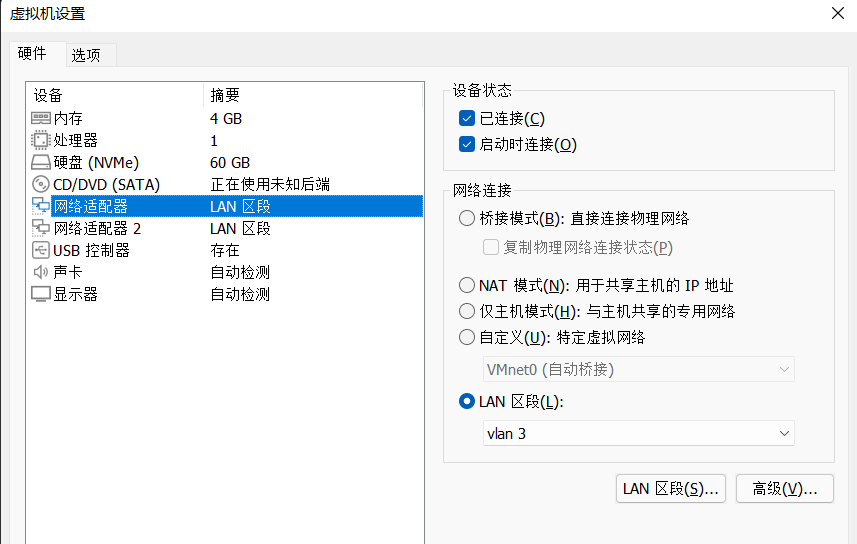 虚拟机设置
硬件 选项
设备 摘要
内存 4 GB
处理器 1
硬盘 (NVMe) 60 GB
CD/DVD (SATA) 正在使用未知后端
网络适配器 LAN 区段
网络适配器 2 LAN 区段
USB 控制器 存在
声卡 自动检测
显示器 自动检测
设备状态
已连接(C)
启动时连接(O)
网络连接
桥接模式(B): 直接连接物理网络
复制物理网络连接状态(P)
NAT 模式(N): 用于共享主机的 IP 地址
仅主机模式(H): 与主机共享的专用网络
自定义(U): 特定虚拟网络
VMnet0 (自动桥接)
LAN 区段(L):
vlan 3
LAN 区段(S)... 高级(V)...